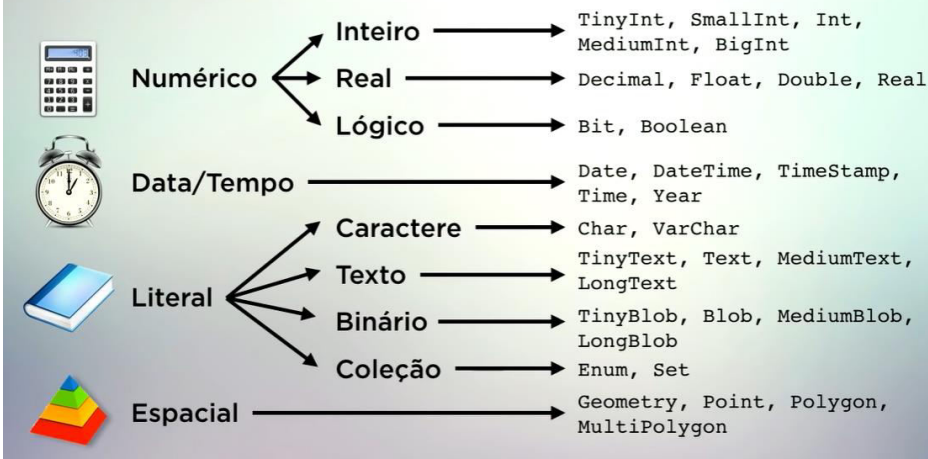 Numérico
Inteiro
TinyInt, SmallInt, Int,
MediumInt, BigInt
Real
Decimal, Float, Double, Real
Lógico
Bit, Boolean
Data/Tempo
Date, DateTime, TimeStamp,
Time, Year
Literal
Caractere
Char, VarChar
Texto
TinyText, Text, MediumText,
LongText
Binário
TinyBlob, Blob, MediumBlob,
LongBlob
Coleção
Enum, Set
Espacial
Geometry, Point, Polygon,
MultiPolygon